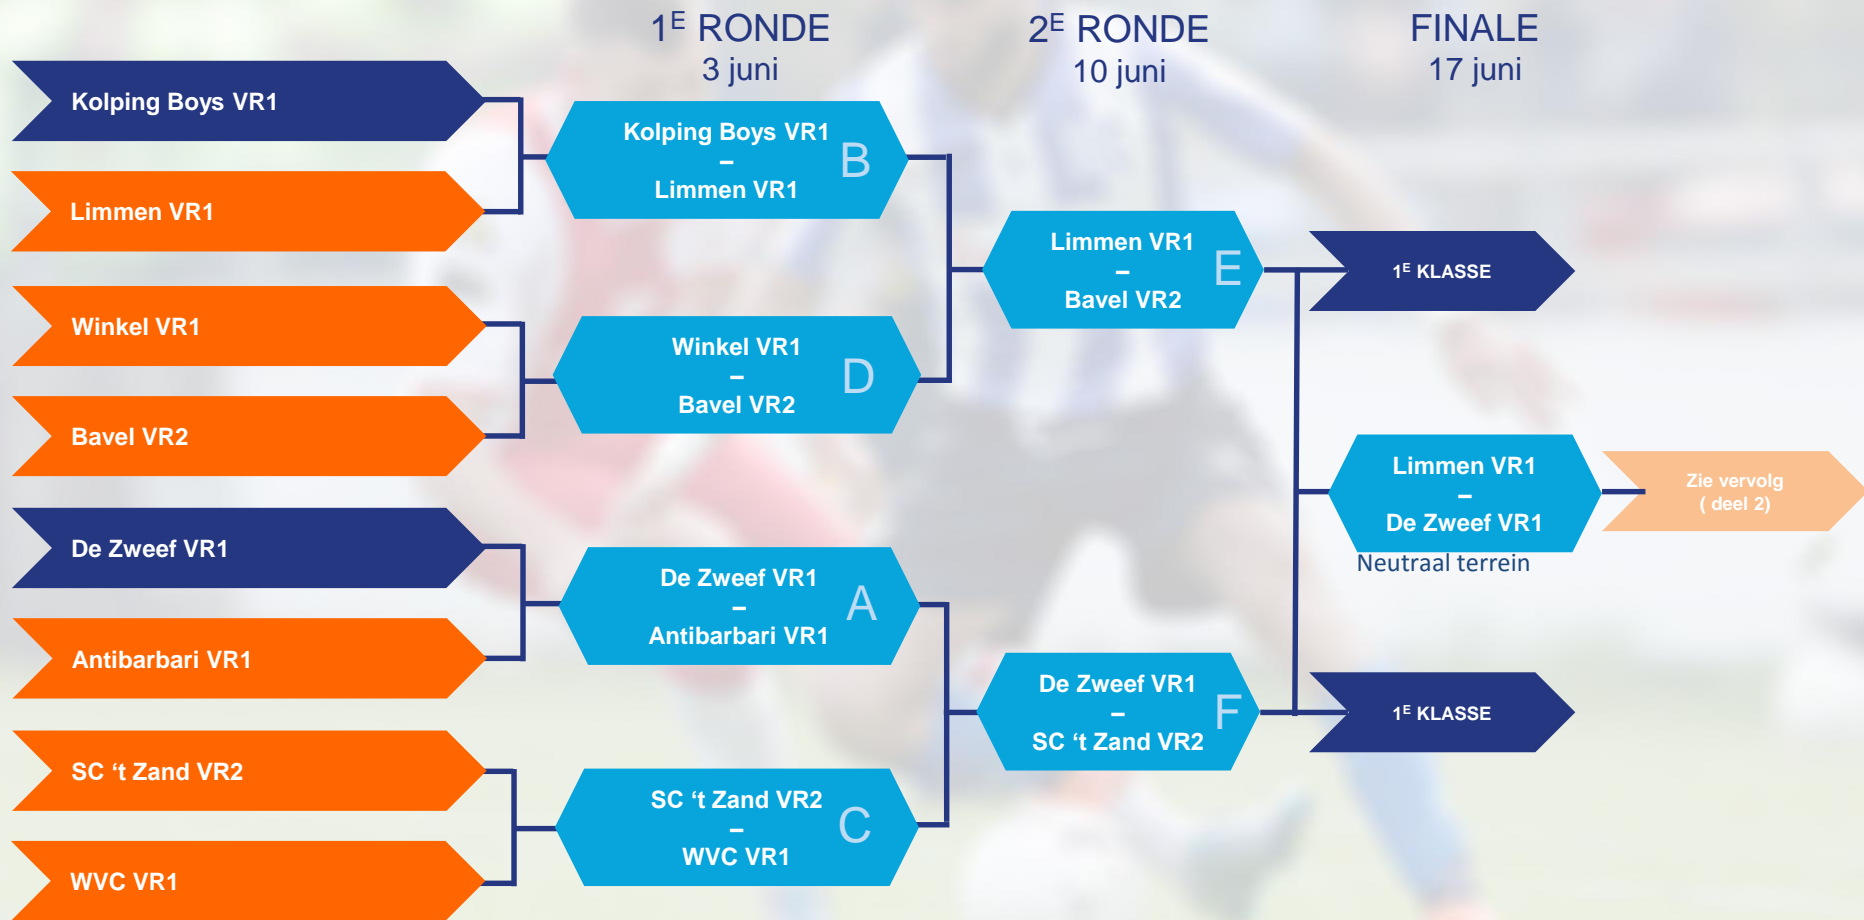 1E RONDE
3 juni
2E RONDE
10 juni
FINALE
17 juni
Kolping Boys VR1
Limmen VR1
Winkel VR1
Bavel VR2
De Zweef VR1
Antibarbari VR1
SC ‘t Zand VR2
WVC VR1
Kolping Boys VR1
–
Limmen VR1
B
Winkel VR1
–
Bavel VR2
D
De Zweef VR1
–
Antibarbari VR1
A
SC ‘t Zand VR2
–
WVC VR1
C
Limmen VR1
–
Bavel VR2
E
De Zweef VR1
–
SC ‘t Zand VR2
F
1E KLASSE
Limmen VR1
–
De Zweef VR1
Neutraal terrein
1E KLASSE
Zie vervolg
( deel 2)